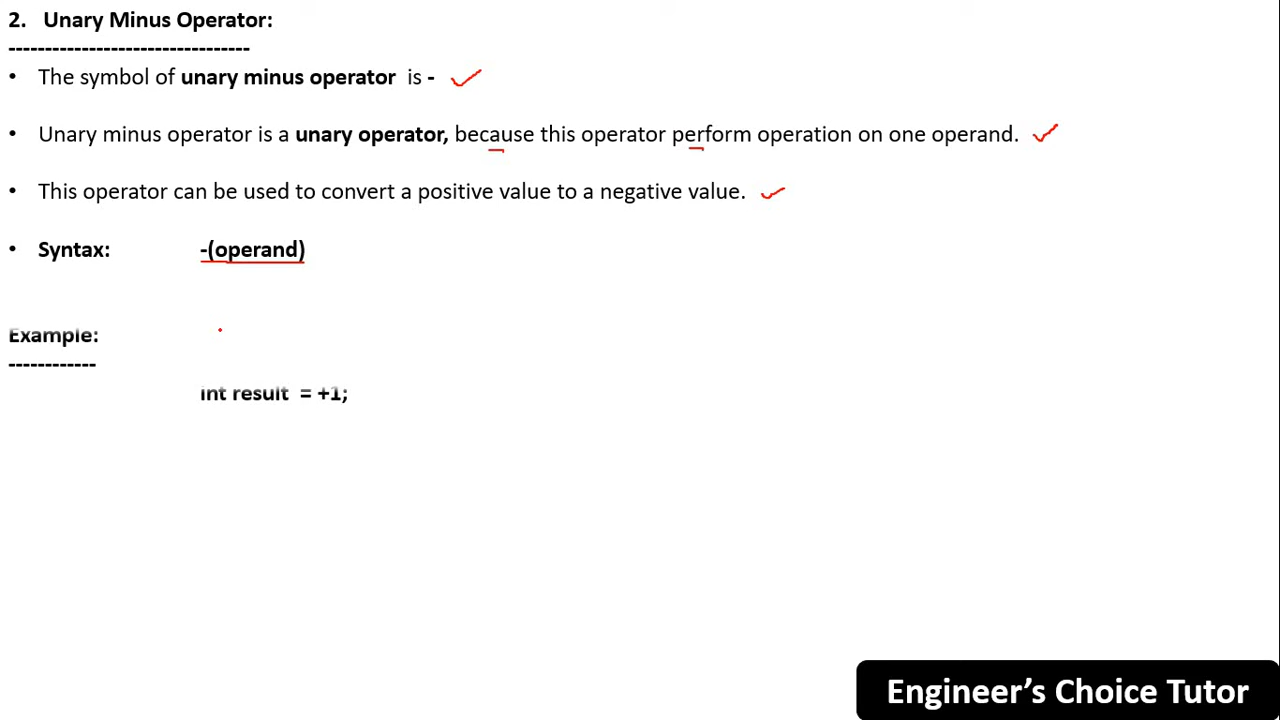 2. Unary Minus Operator:
---------------------------------
• The symbol of unary minus operator is -
• Unary minus operator is a unary operator, because this operator perform operation on one operand.
• This operator can be used to convert a positive value to a negative value.
• Syntax: -(operand)
Example:
------------
int result = +1;
Engineer’s Choice Tutor